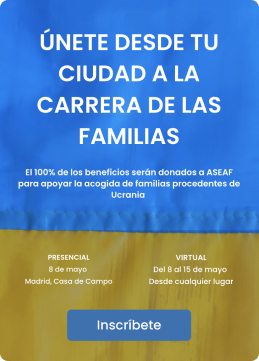 ÚNETE DESDE TU
CIUDAD A LA
CARRERA DE LAS
FAMILIAS
El 100% de los beneficios serán donados a ASEAF
para apoyar la acogida de familias procedentes de
Ucrania
PRESENCIAL
8 de mayo
Madrid, Casa de Campo
VIRTUAL
Del 8 al 15 de mayo
Desde cualquier lugar
Inscríbete